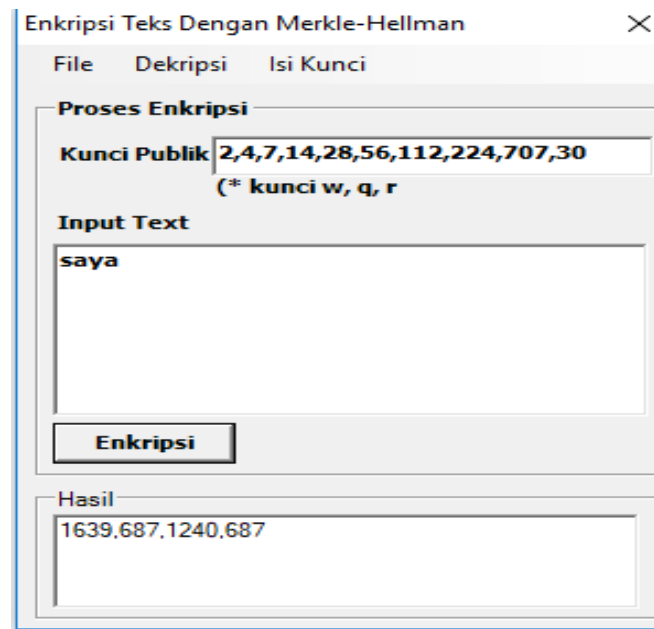 Enkripsi Teks Dengan Merkle-Hellman
File Dekripsi Isi Kunci
Proses Enkripsi
Kunci Publik 2,4,7,14,28,56,112,224,707,30
(* kunci w, q, r
Input Text
saya
Enkripsi
Hasil
1639,687,1240,687